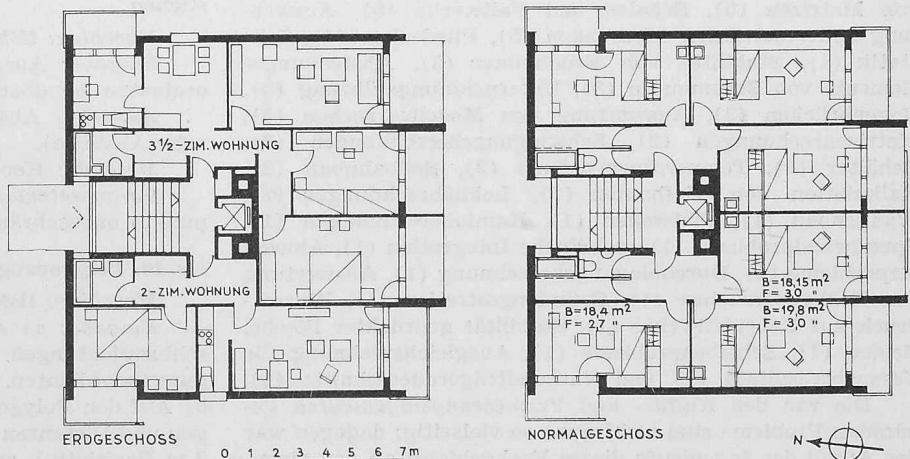 3 ½-ZIM. WOHNUNG
2-ZIM. WOHNUNG
ERDGESCHOSS
0 1 2 3 4 5 6 7m
B=18,15 m²
F= 3,0 "
B=18,4 m²
F= 2,7 "
B=19,8 m²
F= 3,0 "
NORMALGESCHOSS
N